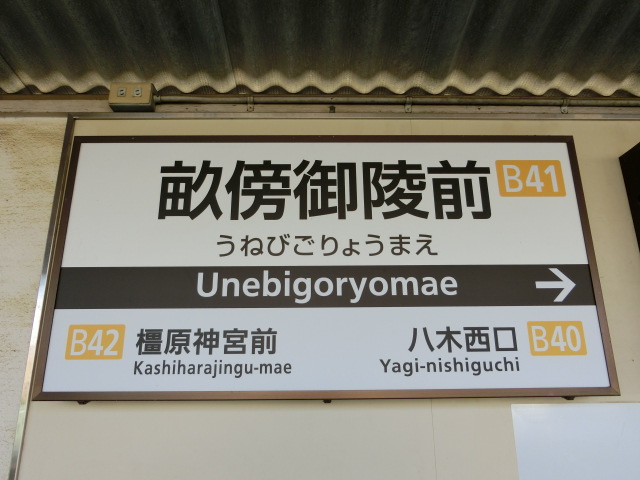 畝傍御陵前 B41
うねびごりょうまえ
Unebigoryomae →
B42 橿原神宮前 八木西口 B40
Kashiharajingu-mae Yagi-nishiguchi